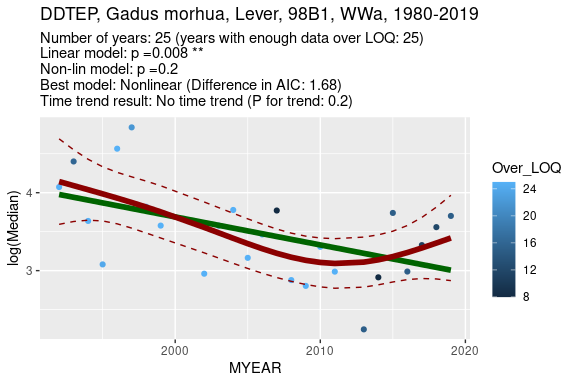 DDTEP, Gadus morhua, Lever, 98B1, WWa, 1980-2019
Number of years: 25 (years with enough data over LOQ: 25)
Linear model: p =0.008 **
Non-lin model: p =0.2
Best model: Nonlinear (Difference in AIC: 1.68)
Time trend result: No time trend (P for trend: 0.2)
log(Median)
4
3
2000
2010
2020
MYEAR
Over_LOQ
24
20
16
12
8